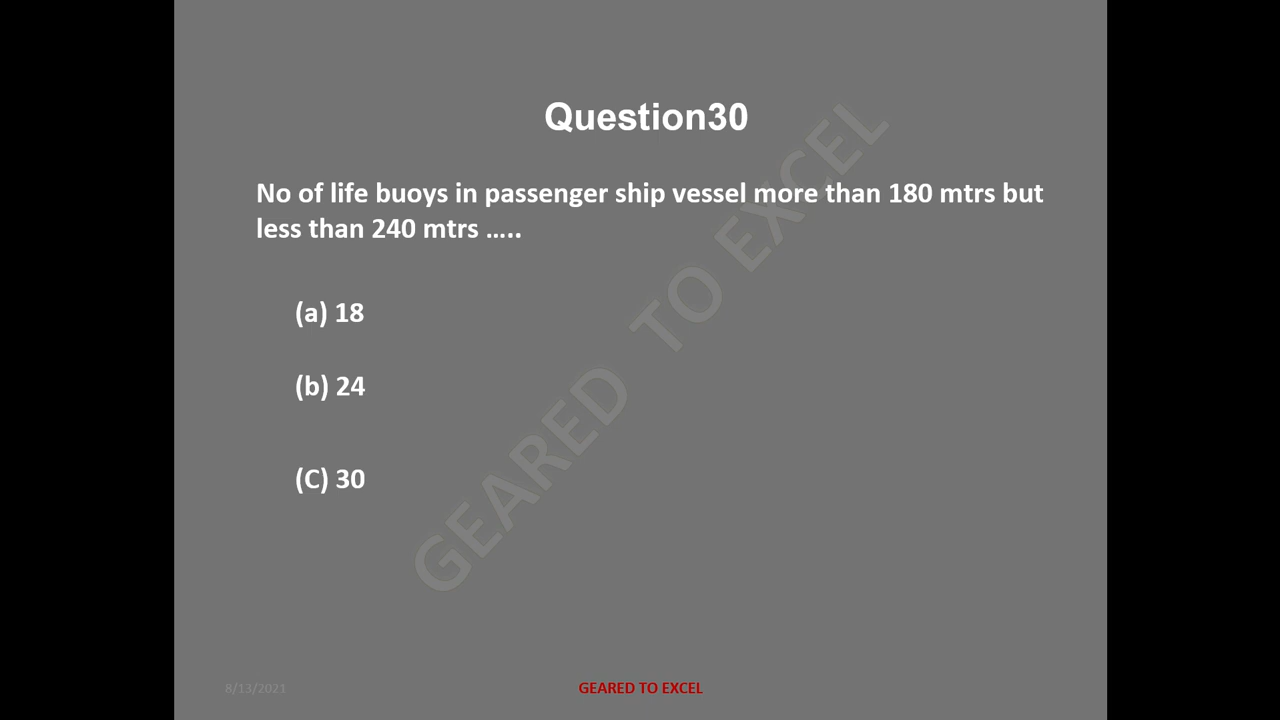 Question30
No of life buoys in passenger ship vessel more than 180 mtrs but
less than 240 mtrs …..
(a) 18
(b) 24
(C) 30
GEARED TO EXCEL
8/13/2021
GEARED TO EXCEL